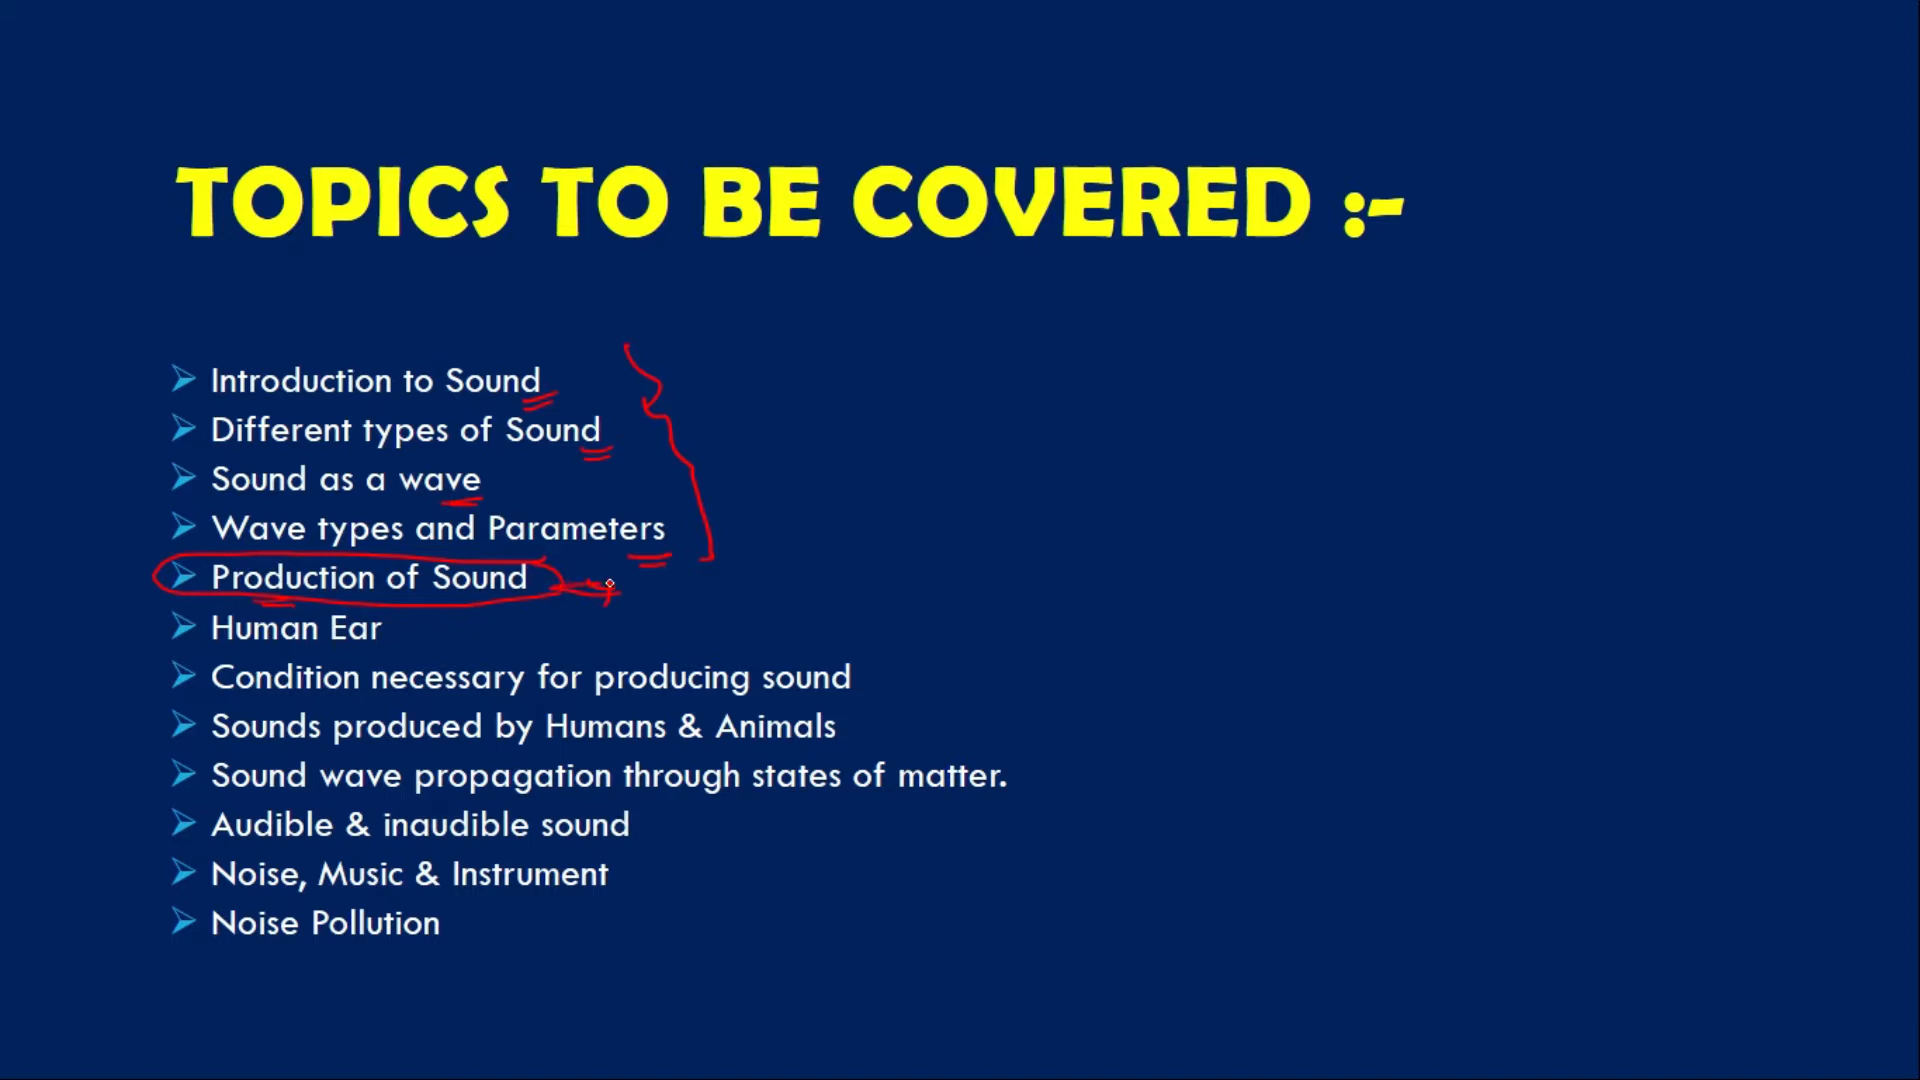 TOPICS TO BE COVERED :-
Introduction to Sound
Different types of Sound
Sound as a wave
Wave types and Parameters
Production of Sound
Human Ear
Condition necessary for producing sound
Sounds produced by Humans & Animals
Sound wave propagation through states of matter.
Audible & inaudible sound
Noise, Music & Instrument
Noise Pollution